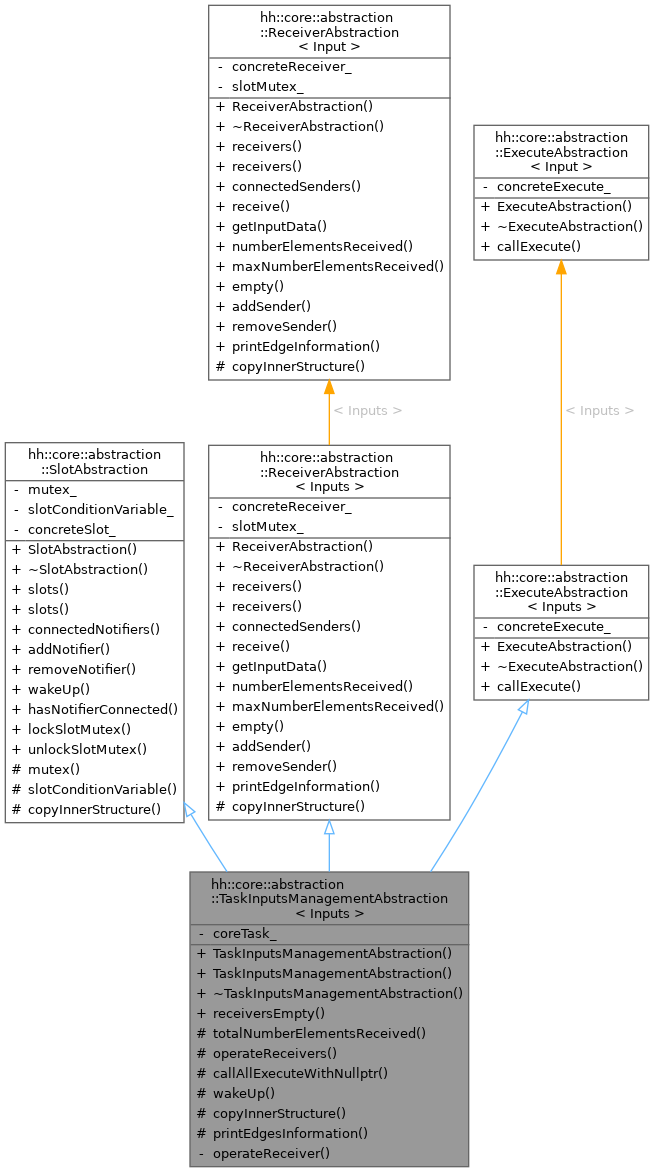 hh::core::abstraction
::ReceiverAbstraction
< Input >
- concreteReceiver_
- slotMutex_
+ ReceiverAbstraction()
+ ~ReceiverAbstraction()
+ receivers()
+ receivers()
+ connectedSenders()
+ receive()
+ getInputData()
+ numberElementsReceived()
+ maxNumberElementsReceived()
+ empty()
+ addSender()
+ removeSender()
+ printEdgeInformation()
# copyInnerStructure()
hh::core::abstraction
::ExecuteAbstraction
< Input >
- concreteExecute_
+ ExecuteAbstraction()
+ ~ExecuteAbstraction()
+ callExecute()
< Inputs >
< Inputs >
hh::core::abstraction
::SlotAbstraction
- mutex_
- slotConditionVariable_
- concreteSlot_
+ SlotAbstraction()
+ ~SlotAbstraction()
+ slots()
+ slots()
+ connectedNotifiers()
+ addNotifier()
+ removeNotifier()
+ wakeUp()
+ hasNotifierConnected()
+ lockSlotMutex()
+ unlockSlotMutex()
# mutex()
# slotConditionVariable()
# copyInnerStructure()
hh::core::abstraction
::ReceiverAbstraction
< Inputs >
- concreteReceiver_
- slotMutex_
+ ReceiverAbstraction()
+ ~ReceiverAbstraction()
+ receivers()
+ receivers()
+ connectedSenders()
+ receive()
+ getInputData()
+ numberElementsReceived()
+ maxNumberElementsReceived()
+ empty()
+ addSender()
+ removeSender()
+ printEdgeInformation()
# copyInnerStructure()
hh::core::abstraction
::ExecuteAbstraction
< Inputs >
- concreteExecute_
+ ExecuteAbstraction()
+ ~ExecuteAbstraction()
+ callExecute()
hh::core::abstraction
::TaskInputsManagementAbstraction
< Inputs >
- coreTask_
+ TaskInputsManagementAbstraction()
+ TaskInputsManagementAbstraction()
+ ~TaskInputsManagementAbstraction()
+ receiversEmpty()
# totalNumberElementsReceived()
# operateReceivers()
# callAllExecuteWithNullptr()
# wakeUp()
# copyInnerStructure()
# printEdgesInformation()
- operateReceiver()